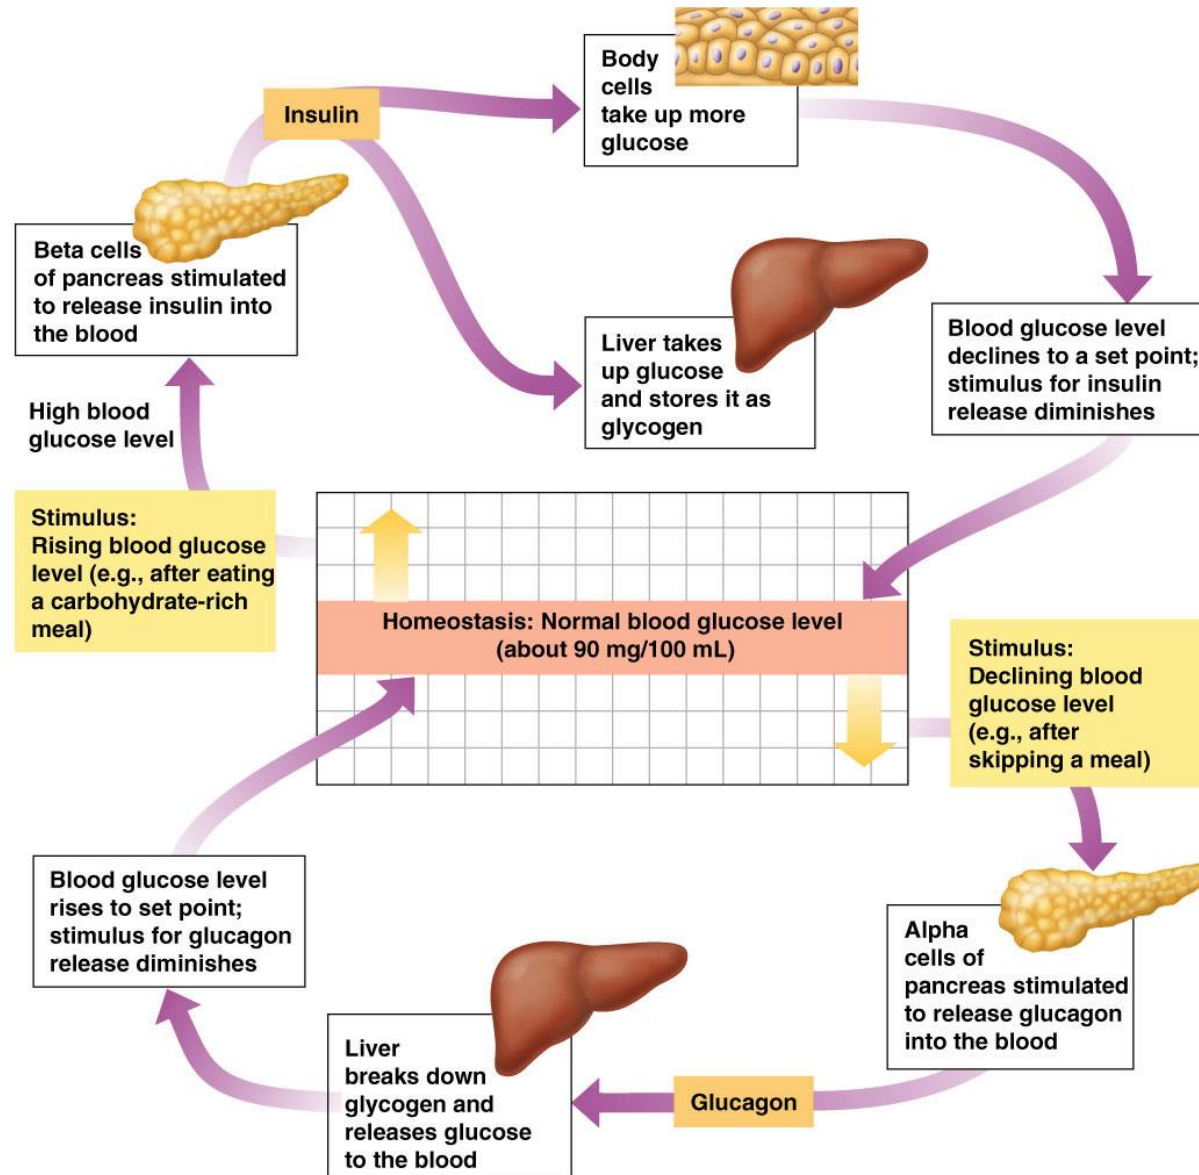 Insulin
Body
cells
take up more
glucose
Beta cells
of pancreas stimulated
to release insulin into
the blood
Liver takes
up glucose
and stores it as
glycogen
Blood glucose level
declines to a set point;
stimulus for insulin
release diminishes
High blood
glucose level
Stimulus:
Rising blood glucose
level (e.g., after eating
a carbohydrate-rich
meal)
Homeostasis: Normal blood glucose level
(about 90 mg/100 mL)
Stimulus:
Declining blood
glucose level
(e.g., after
skipping a meal)
Blood glucose level
rises to set point;
stimulus for glucagon
release diminishes
Alpha
cells of
pancreas stimulated
to release glucagon
into the blood
Liver
breaks down
glycogen and
releases glucose
to the blood
Glucagon